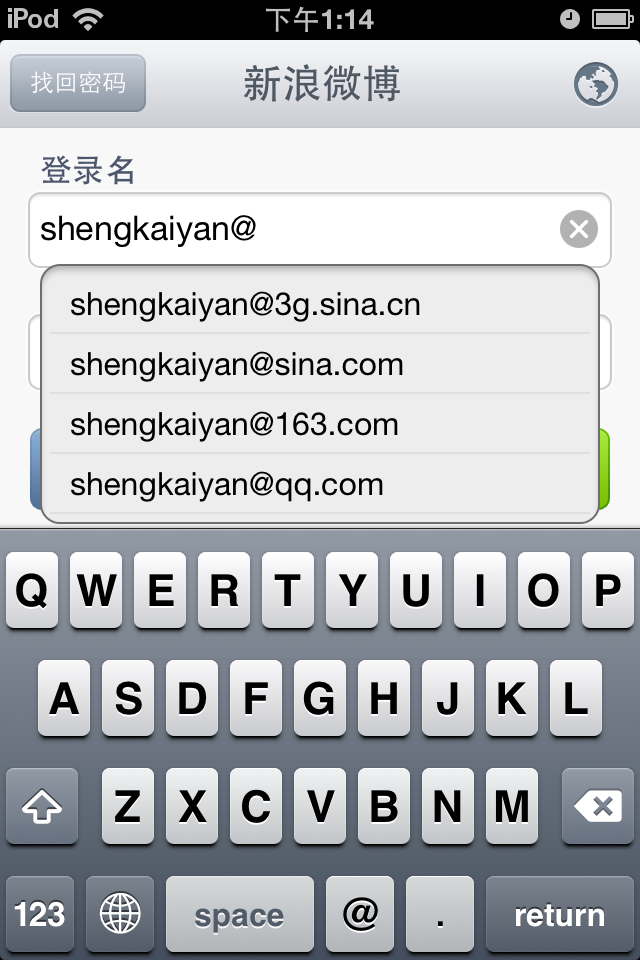 iPod 下午1:14
找回密码 新浪微博
登录名
shengkaiyan@
shengkaiyan@3g.sina.cn
shengkaiyan@sina.com
shengkaiyan@163.com
shengkaiyan@qq.com
Q W E R T Y U I O P
A S D F G H J K L
Z X C V B N M
123 space @ . return